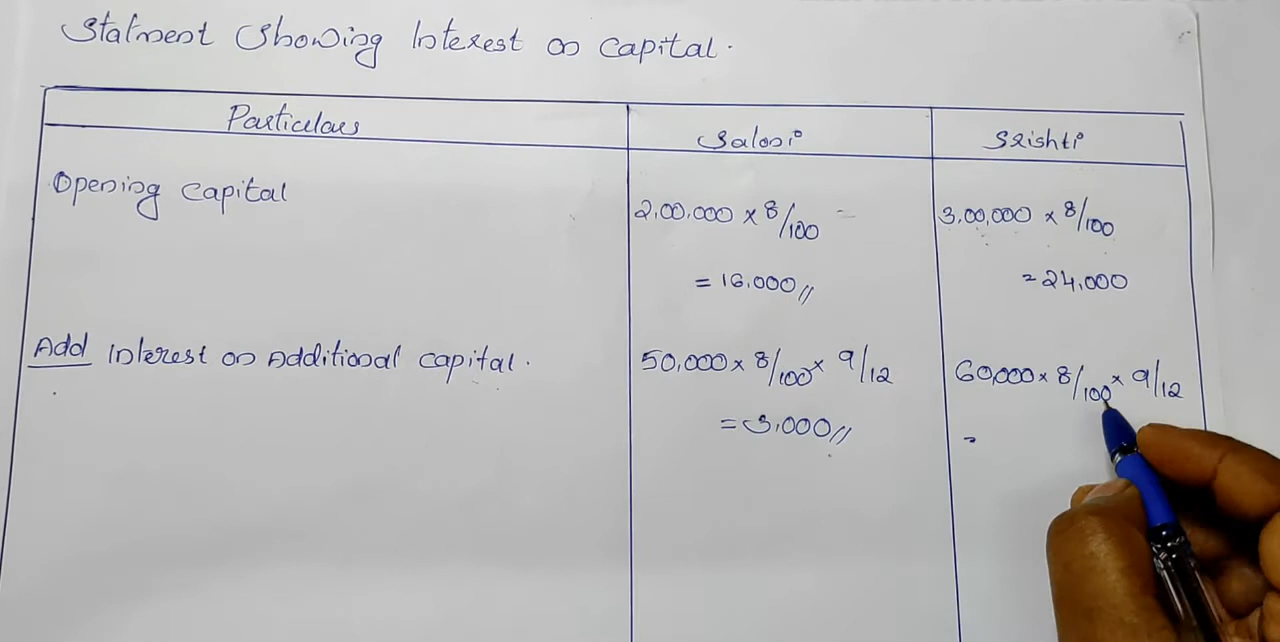 Statment Showing Interest on capital.
Particulars Saloni Srishti
Opening capital
2,00,000 x 8/100 3,00,000 x 8/100
= 16,000// = 24,000
Add Interest on Additional capital.
50,000 x 8/100 x 9/12 60,000 x 8/100 x 9/12
= 3,000// =